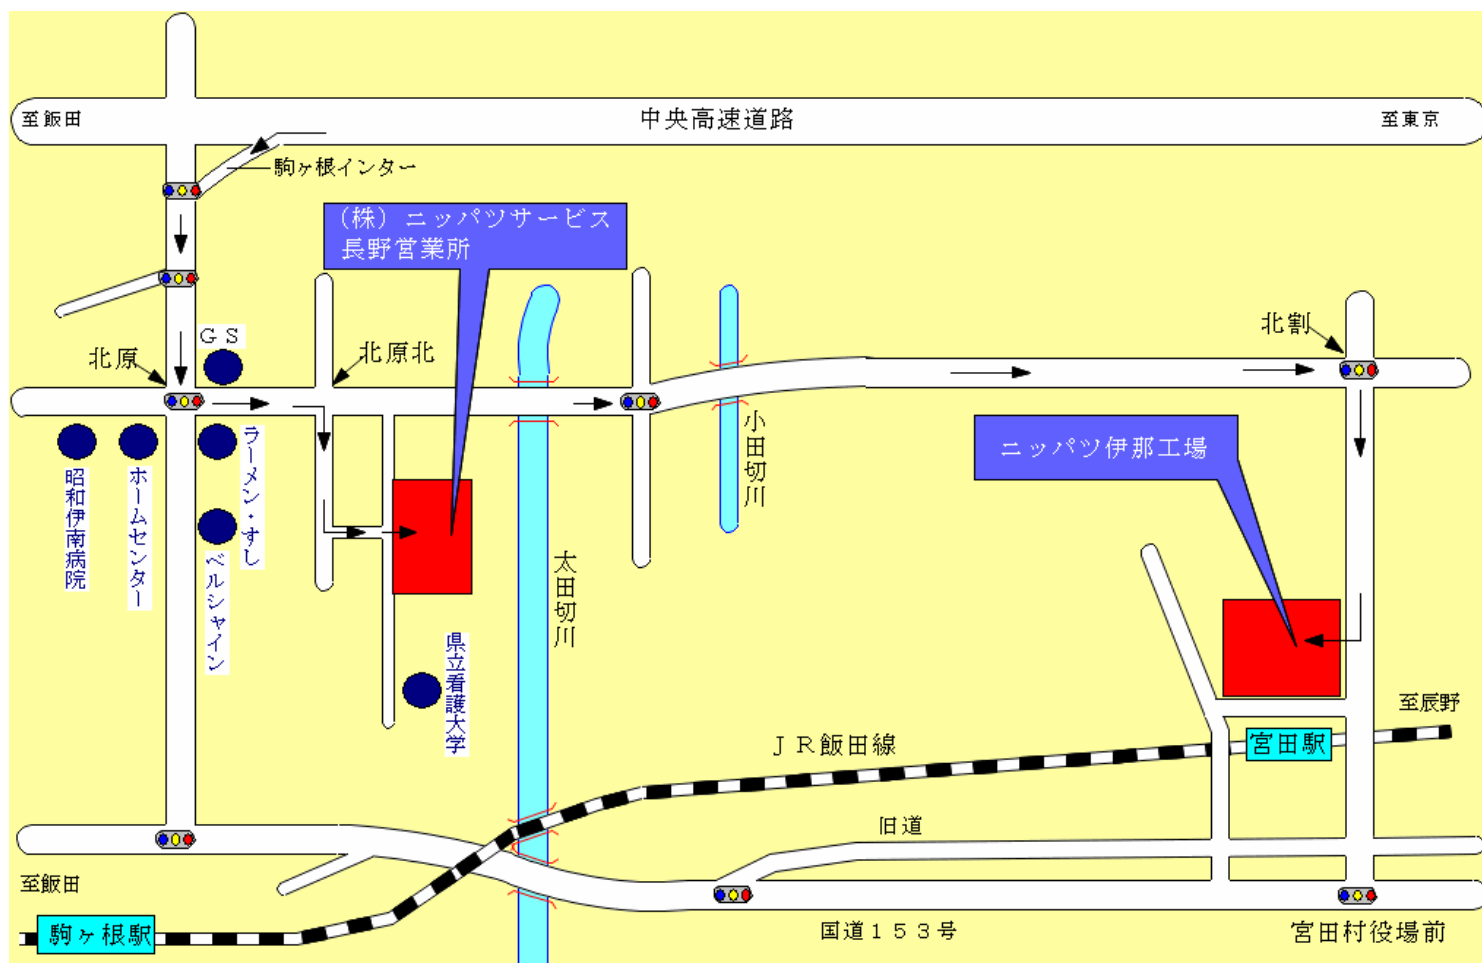 至飯田
中央高速道路
至東京
駒ヶ根インター
(株)ニッパツサービス
長野営業所
GS
北原
北原北
北割
ラーメン・すし
昭和伊南病院
ホームセンター
ベルシャイン
小田切川
ニッパツ伊那工場
太田切川
県立看護大学
至辰野
JR飯田線
宮田駅
旧道
至飯田
駒ヶ根駅
国道153号
宮田村役場前